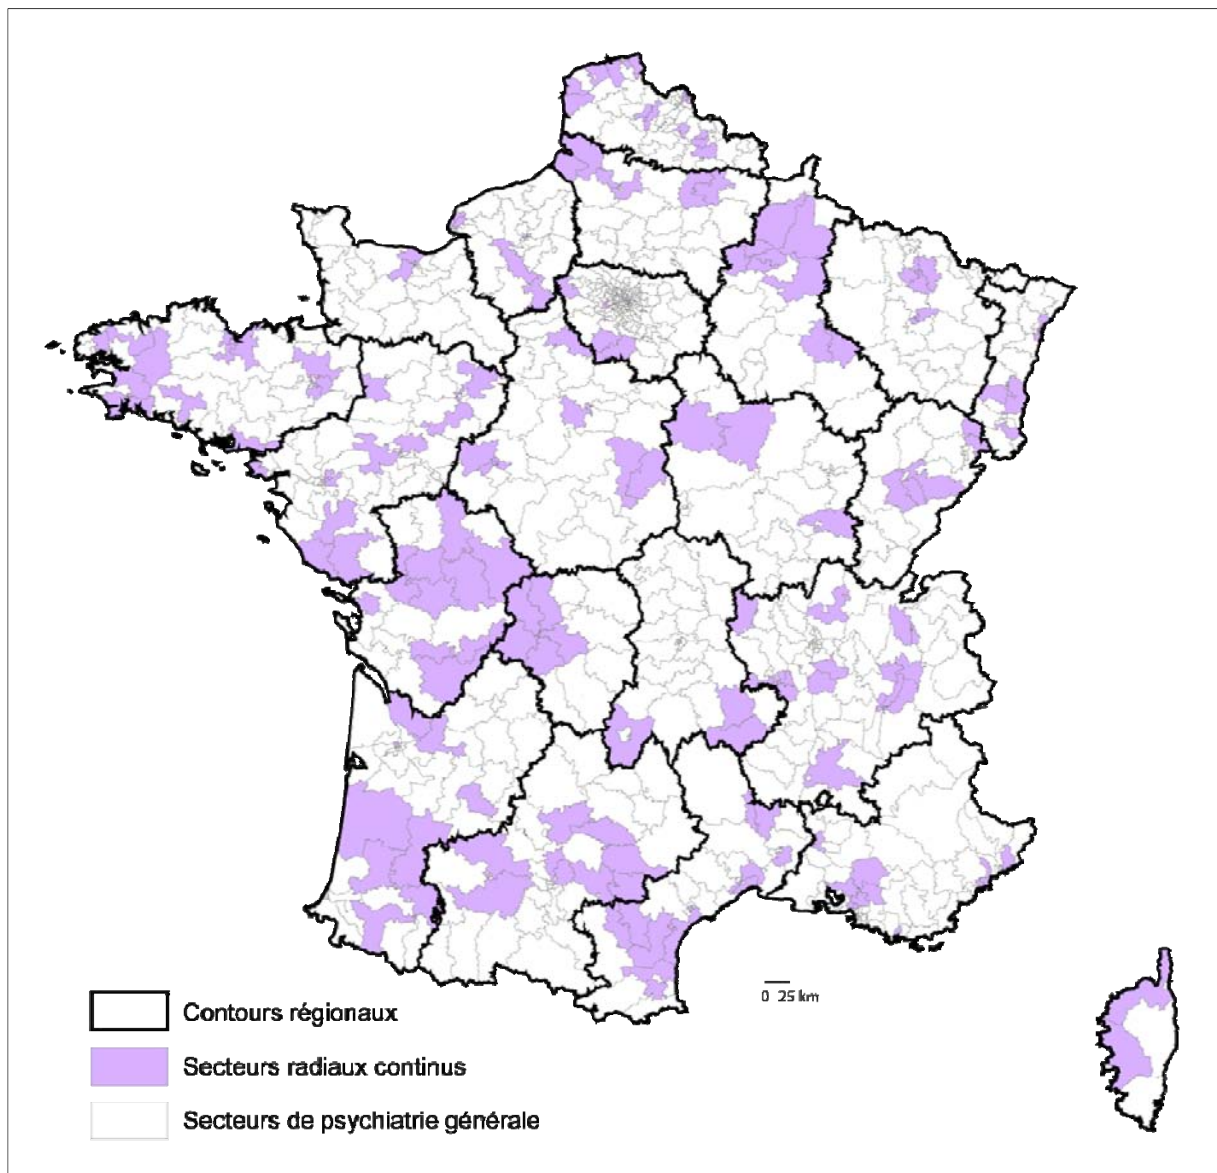 0 25 km
Contours régionaux
Secteurs radiaux continus
Secteurs de psychiatrie générale